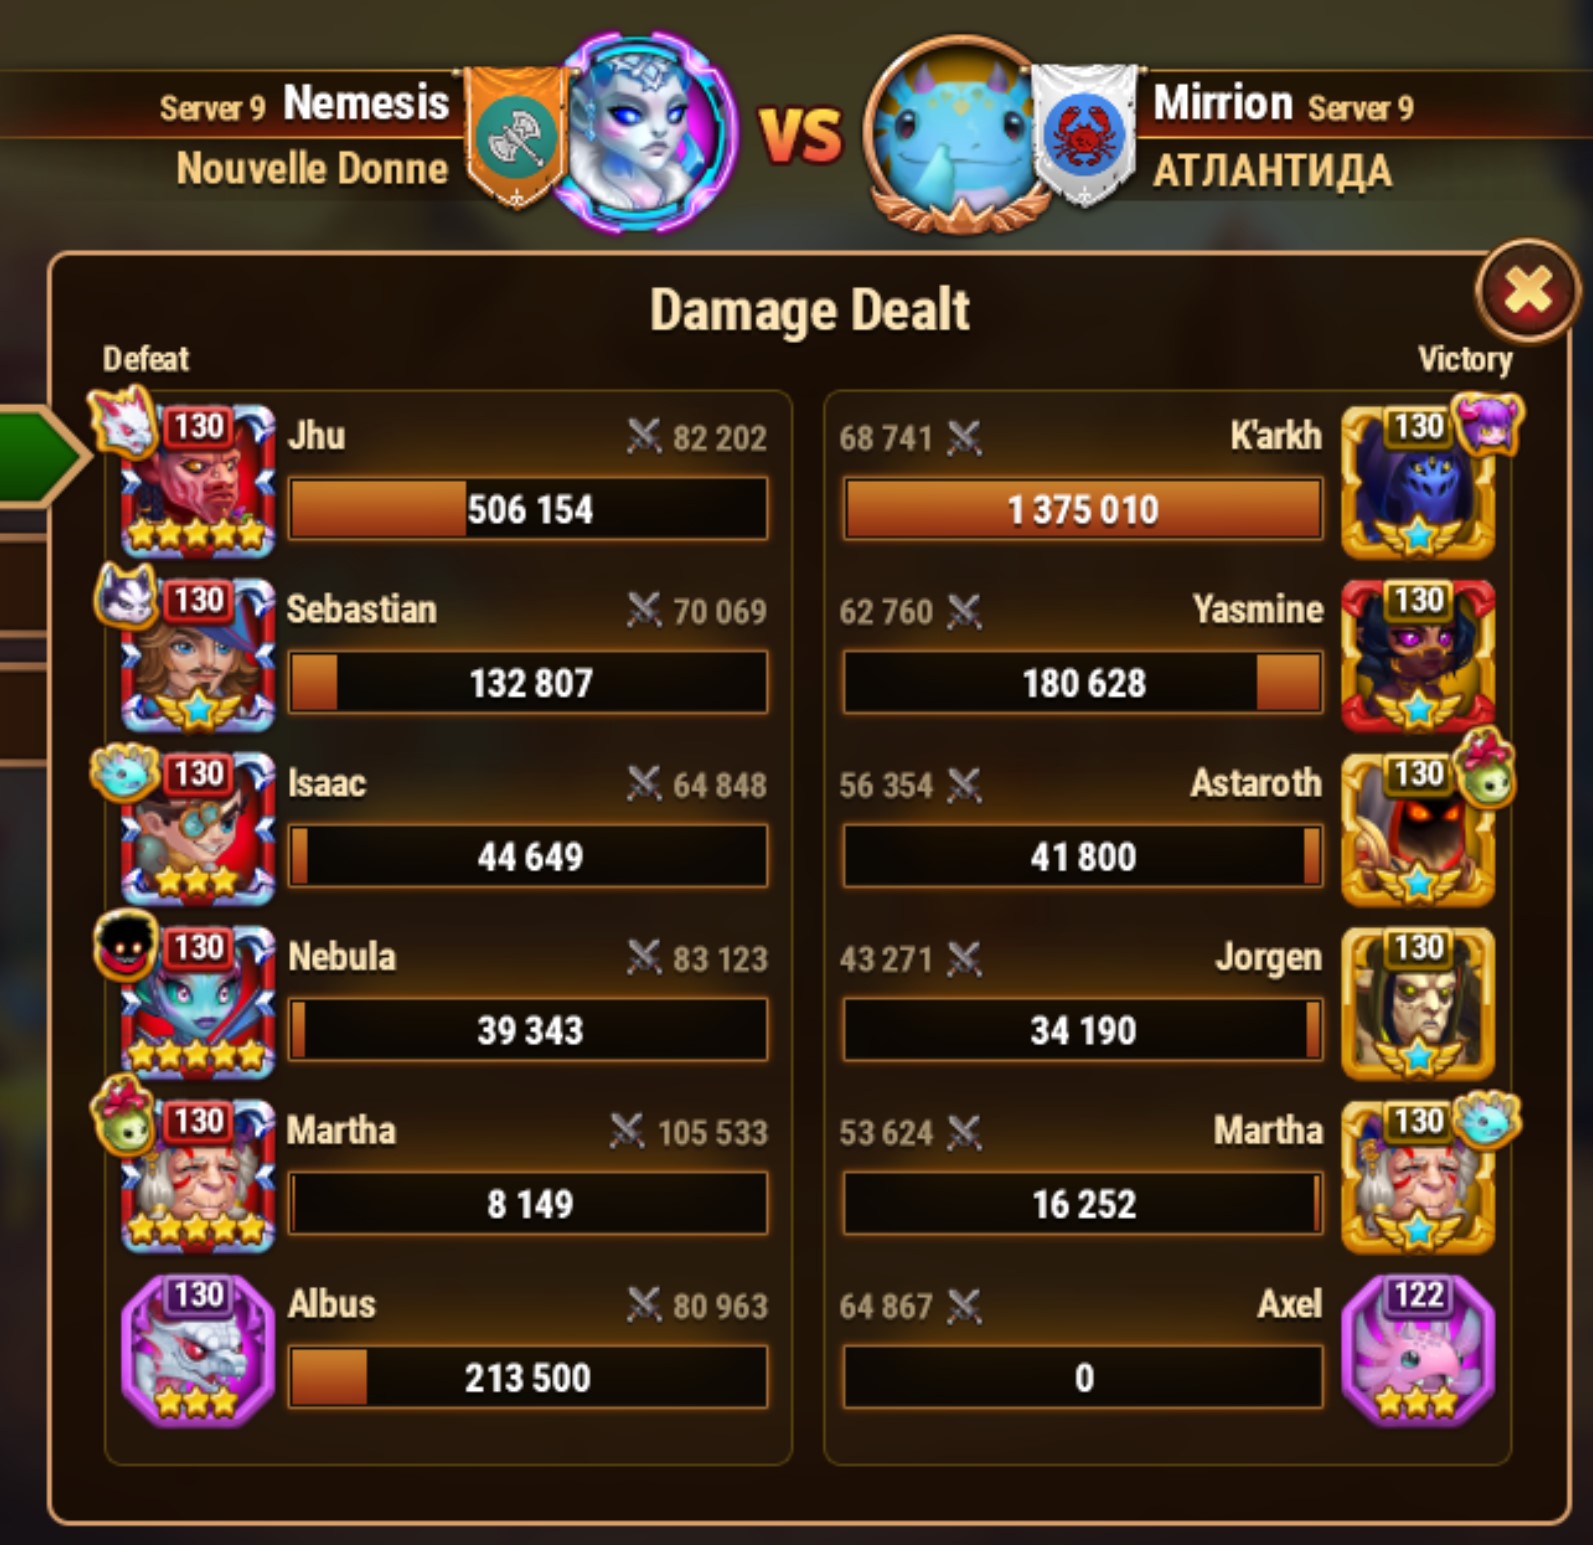 Server 9 Nemesis
Nouvelle Donne
VS
Mirrion Server 9
АТЛАНТИДА
Damage Dealt
Defeat
Victory
130 Jhu 82 202
506 154
68 741 K'arkh 130
1 375 010
130 Sebastian 70 069
132 807
62 760 Yasmine 130
180 628
130 Isaac 64 848
44 649
56 354 Astaroth 130
41 800
130 Nebula 83 123
39 343
43 271 Jorgen 130
34 190
130 Martha 105 533
8 149
53 624 Martha 130
16 252
130 Albus 80 963
213 500
64 867 Axel 122
0